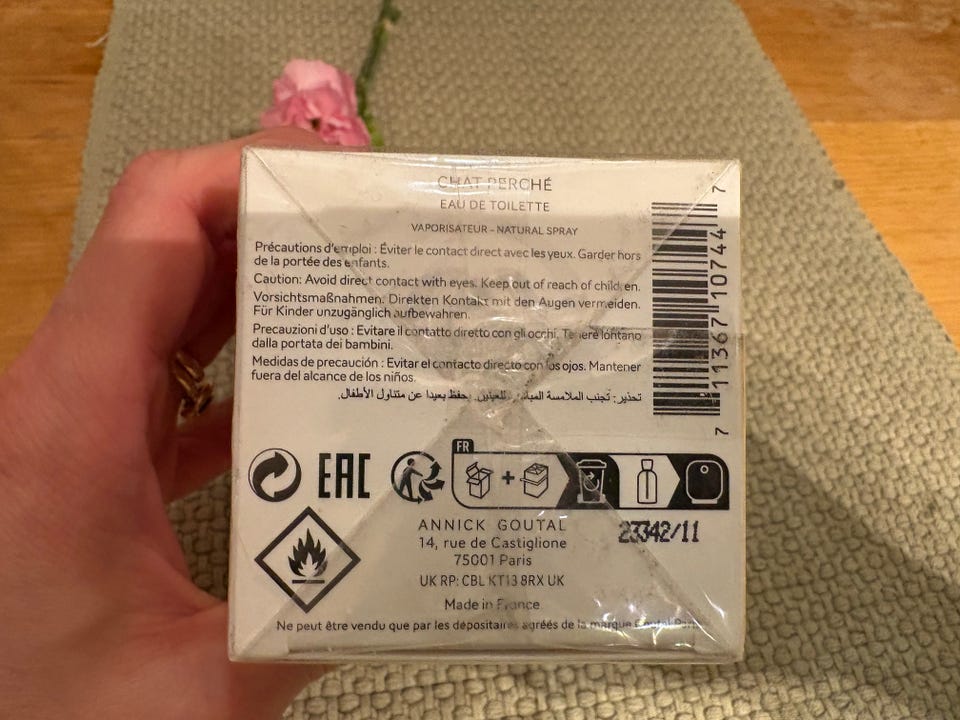 CHAT PERCHÉ
EAU DE TOILETTE
VAPORISATEUR - NATURAL SPRAY
Précautions d'emploi : Éviter le contact direct avec les yeux. Garder hors
de la portée des enfants.
Caution: Avoid direct contact with eyes. Keep out of reach of children.
Vorsichtsmaßnahmen: Direkten Kontakt mit den Augen vermeiden.
Für Kinder unzugänglich aufbewahren.
Precauzioni d'uso : Evitare il contatto diretto con gli occhi. Tenere lontano
dalla portata dei bambini.
Medidas de precaución : Evitar el contacto directo con los ojos. Mantener
fuera del alcance de los niños.
تحذير: تجنب الملامسة المباشرة للعينين. يحفظ بعيدا عن متناول الأطفال.
7 11367 10744 7
EAC
FR
+
ANNICK GOUTAL
14, rue de Castiglione
75001 Paris
UK RP: CBL KT13 8RX UK
Made in France
Ne peut être vendu que par les dépositaires agréés de la marque Goutal Paris.
23342/11